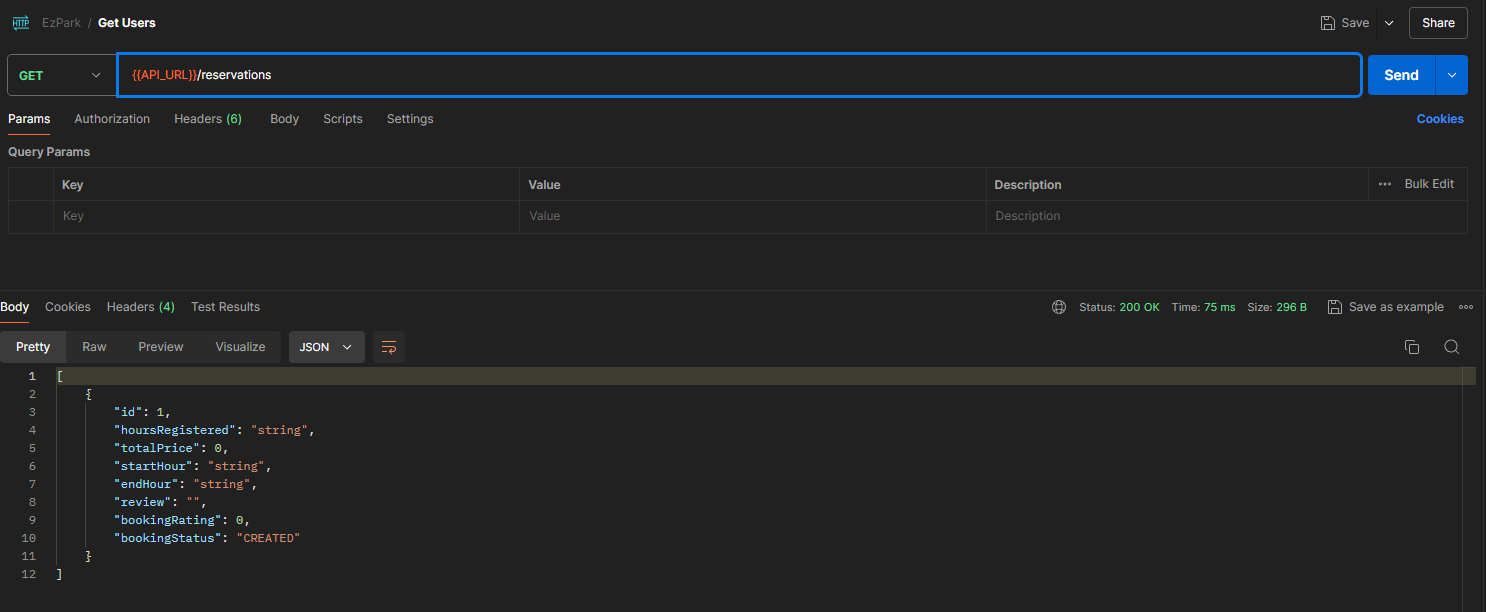 HTTP EzPark / Get Users Save Share
GET {{API_URL}}/reservations Send
Params Authorization Headers (6) Body Scripts Settings Cookies
Query Params
Key Value Description ••• Bulk Edit
Key Value Description
Body Cookies Headers (4) Test Results Status: 200 OK Time: 75 ms Size: 296 B Save as example
Pretty Raw Preview Visualize JSON
1 [
2 {
3 "id": 1,
4 "hoursRegistered": "string",
5 "totalPrice": 0,
6 "startHour": "string",
7 "endHour": "string",
8 "review": "",
9 "bookingRating": 0,
10 "bookingStatus": "CREATED"
11 }
12 ]